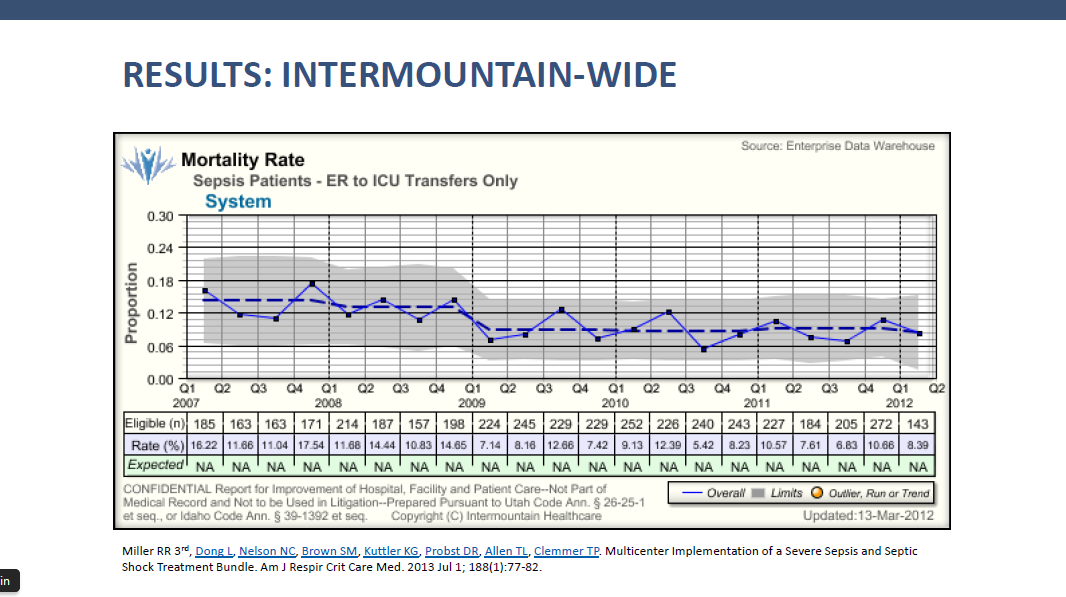 RESULTS: INTERMOUNTAIN-WIDE
Source: Enterprise Data Warehouse
Mortality Rate
Sepsis Patients - ER to ICU Transfers Only
System
Proportion
0.30
0.24
0.18
0.12
0.06
0.00
Q1 Q2 Q3 Q4 Q1 Q2 Q3 Q4 Q1 Q2 Q3 Q4 Q1 Q2 Q3 Q4 Q1 Q2 Q3 Q4 Q1 Q2
2007 2008 2009 2010 2011 2012
Eligible (n) 185 163 163 171 214 187 157 198 224 245 229 229 252 226 240 243 227 184 205 272 143
Rate (%) 16.22 11.66 11.04 17.54 11.68 14.44 10.83 14.65 7.14 8.16 12.66 7.42 9.13 12.39 5.42 8.23 10.57 7.61 6.83 10.66 8.39
Expected NA NA NA NA NA NA NA NA NA NA NA NA NA NA NA NA NA NA NA NA NA
CONFIDENTIAL Report for Improvement of Hospital, Facility and Patient Care--Not Part of
Medical Record and Not to be Used in Litigation--Prepared Pursuant to Utah Code Ann. § 26-25-1
et seq., or Idaho Code Ann. § 39-1392 et seq. Copyright (C) Intermountain Healthcare
Overall Limits Outlier, Run or Trend
Updated:13-Mar-2012
Miller RR 3rd, Dong L, Nelson NC, Brown SM, Kuttler KG, Probst DR, Allen TL, Clemmer TP. Multicenter Implementation of a Severe Sepsis and Septic
Shock Treatment Bundle. Am J Respir Crit Care Med. 2013 Jul 1; 188(1):77-82.
in